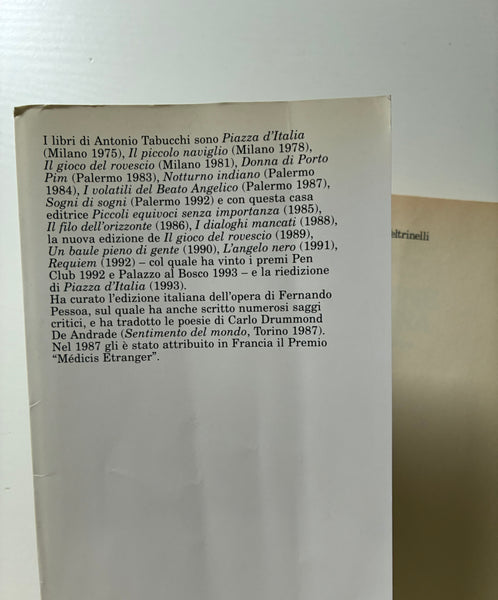 I libri di Antonio Tabucchi sono Piazza d'Italia
(Milano 1975), Il piccolo naviglio (Milano 1978),
Il gioco del rovescio (Milano 1981), Donna di Porto
Pim (Palermo 1983), Notturno indiano (Palermo
1984), I volatili del Beato Angelico (Palermo 1987),
Sogni di sogni (Palermo 1992) e con questa casa
editrice Piccoli equivoci senza importanza (1985),
Il filo dell'orizzonte (1986), I dialoghi mancati (1988),
la nuova edizione de Il gioco del rovescio (1989),
Un baule pieno di gente (1990), L'angelo nero (1991),
Requiem (1992) – col quale ha vinto i premi Pen
Club 1992 e Palazzo al Bosco 1993 – e la riedizione
di Piazza d'Italia (1993).
Ha curato l'edizione italiana dell'opera di Fernando
Pessoa, sul quale ha anche scritto numerosi saggi
critici, e ha tradotto le poesie di Carlo Drummond
De Andrade (Sentimento del mondo, Torino 1987).
Nel 1987 gli è stato attribuito in Francia il Premio
“Médicis Etranger”.
eltrinelli